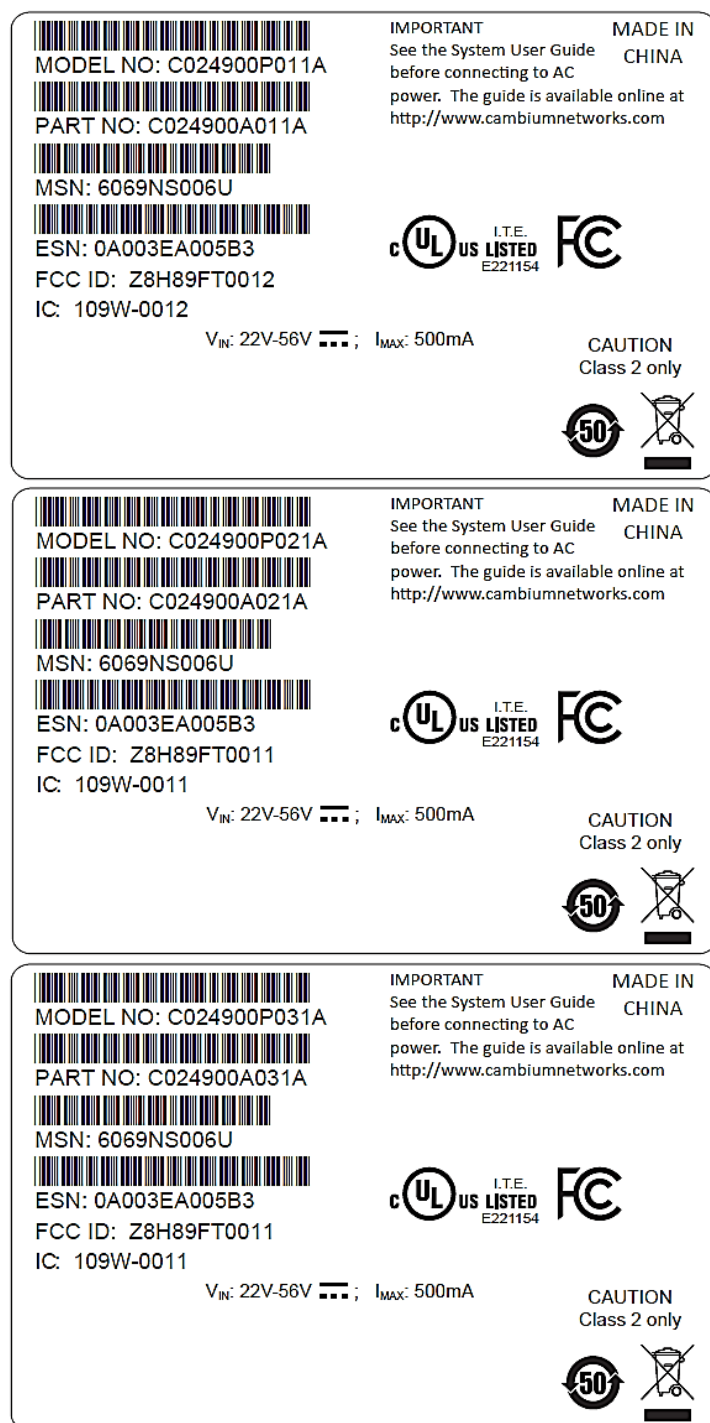 MODEL NO: C024900P011A
PART NO: C024900A011A
MSN: 6069NS006U
ESN: 0A003EA005B3
FCC ID: Z8H89FT0012
IC: 109W-0012
IMPORTANT
See the System User Guide
before connecting to AC
power. The guide is available online at
http://www.cambiumnetworks.com
MADE IN
CHINA
C UL US LISTED
I.T.E.
E221154
FC
VIN: 22V-56V ; IMAX: 500mA
CAUTION
Class 2 only
50
MODEL NO: C024900P021A
PART NO: C024900A021A
MSN: 6069NS006U
ESN: 0A003EA005B3
FCC ID: Z8H89FT0011
IC: 109W-0011
IMPORTANT
See the System User Guide
before connecting to AC
power. The guide is available online at
http://www.cambiumnetworks.com
MADE IN
CHINA
C UL US LISTED
I.T.E.
E221154
FC
VIN: 22V-56V ; IMAX: 500mA
CAUTION
Class 2 only
50
MODEL NO: C024900P031A
PART NO: C024900A031A
MSN: 6069NS006U
ESN: 0A003EA005B3
FCC ID: Z8H89FT0011
IC: 109W-0011
IMPORTANT
See the System User Guide
before connecting to AC
power. The guide is available online at
http://www.cambiumnetworks.com
MADE IN
CHINA
C UL US LISTED
I.T.E.
E221154
FC
VIN: 22V-56V ; IMAX: 500mA
CAUTION
Class 2 only
50